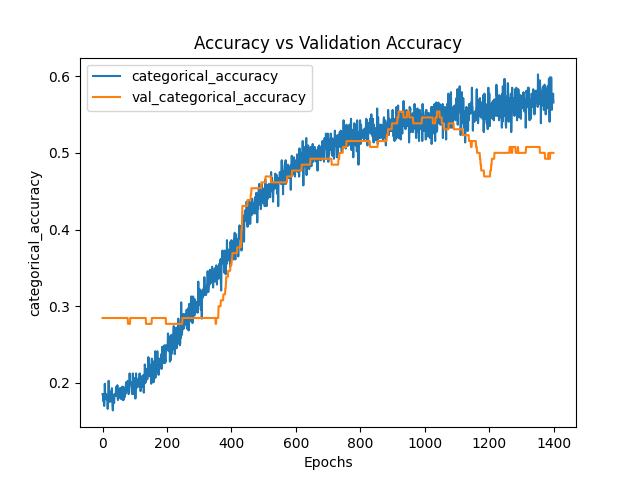 Accuracy vs Validation Accuracy
categorical_accuracy
val_categorical_accuracy
0.6
0.5
0.4
0.3
0.2
categorical_accuracy
0 200 400 600 800 1000 1200 1400
Epochs